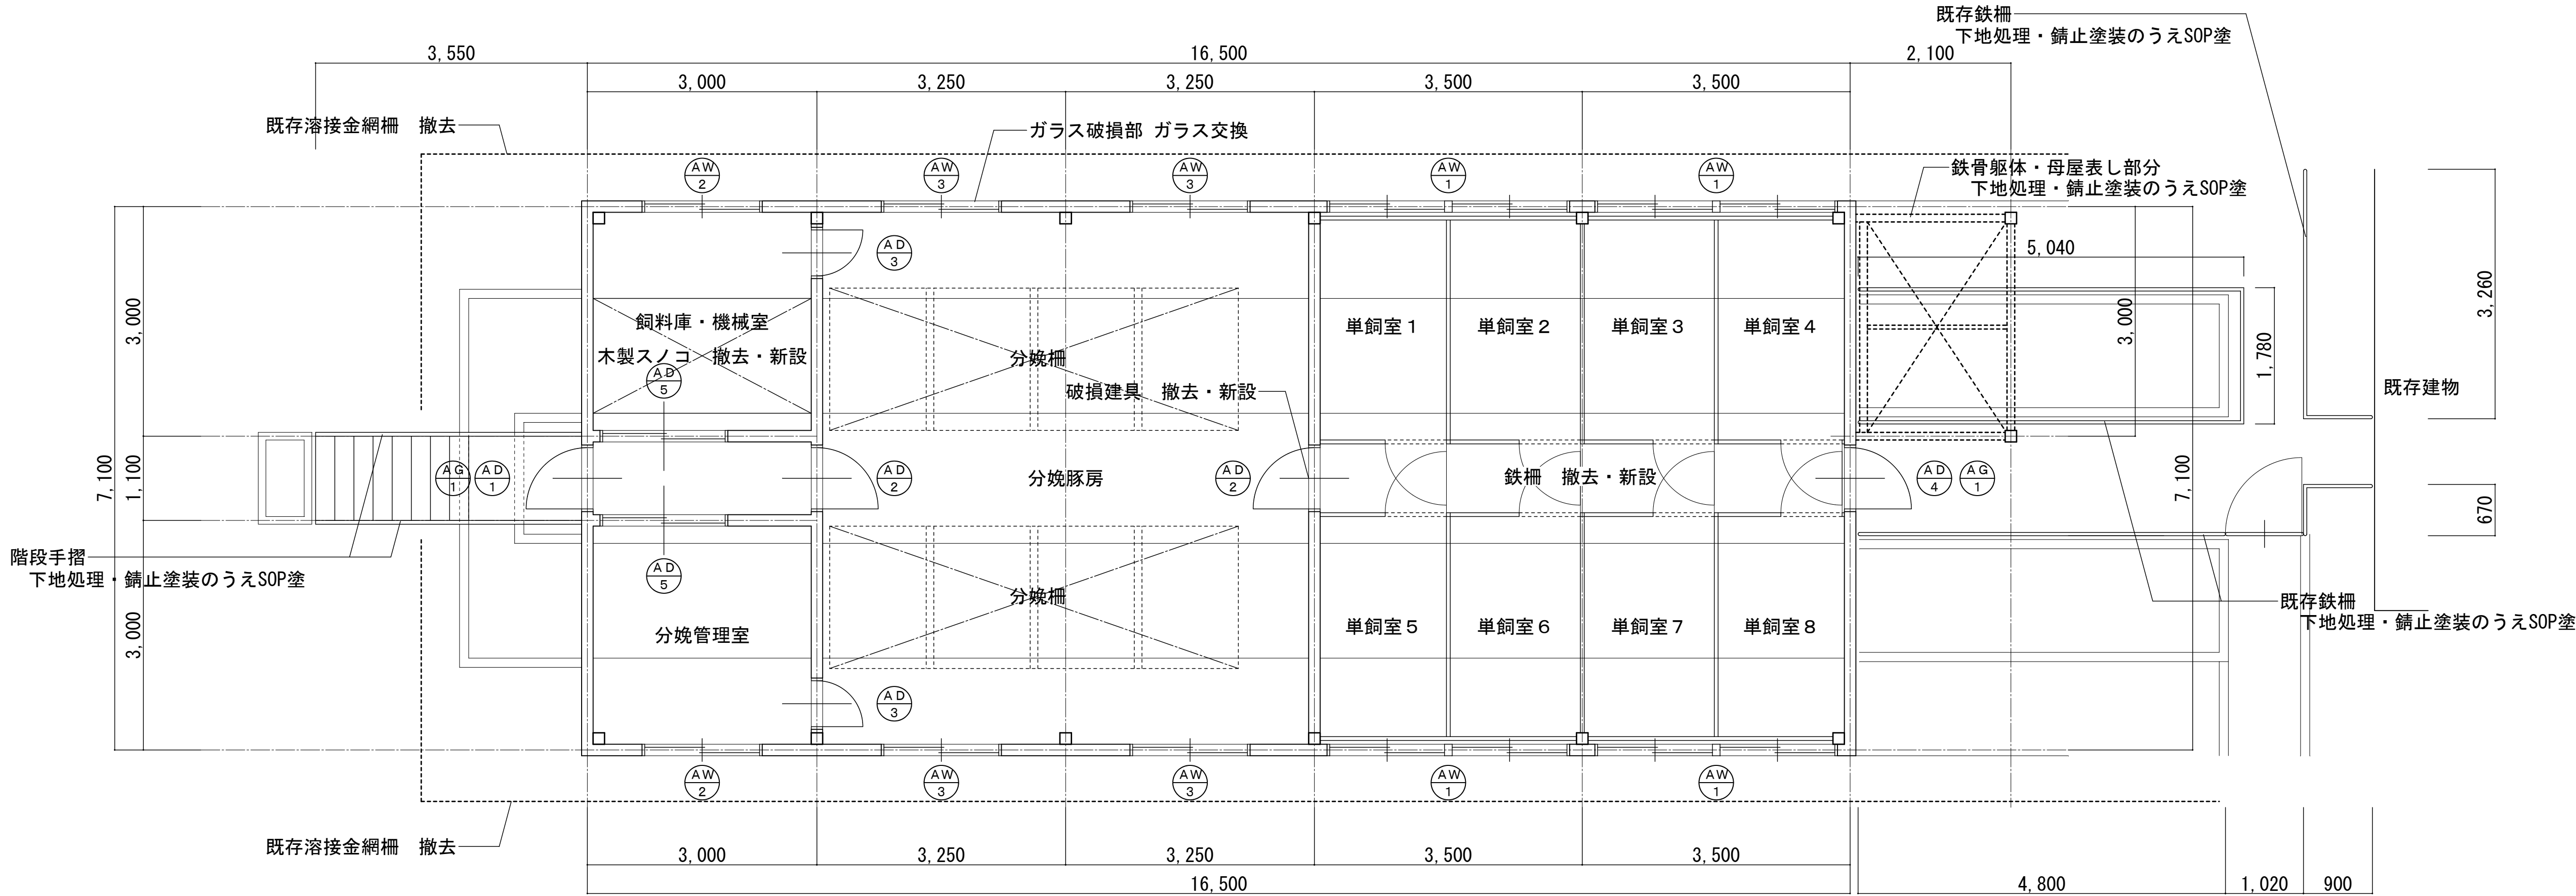 既存鉄柵
下地処理・錆止塗装のうえSOP塗
3,550
16,500
2,100
3,000
3,250
3,250
3,500
3,500
既存溶接金網柵　撤去
ガラス破損部 ガラス交換
AW
2
AW
3
AW
3
AW
1
AW
1
鉄骨躯体・母屋表し部分
下地処理・錆止塗装のうえSOP塗
AD
3
5,040
3,000
3,000
3,260
1,780
飼料庫・機械室
木製スノコ　撤去・新設
AD
5
分娩柵
破損建具　撤去・新設
単飼室１
単飼室２
単飼室３
単飼室４
既存建物
7,100
1,100
AG
1
AD
1
AD
2
分娩豚房
AD
2
鉄柵　撤去・新設
AD
4
AG
1
7,100
670
階段手摺
下地処理・錆止塗装のうえSOP塗
AD
5
分娩柵
既存鉄柵
下地処理・錆止塗装のうえSOP塗
3,000
分娩管理室
単飼室５
単飼室６
単飼室７
単飼室８
AD
3
AW
2
AW
3
AW
3
AW
1
AW
1
既存溶接金網柵　撤去
3,000
3,250
3,250
3,500
3,500
16,500
4,800
1,020
900